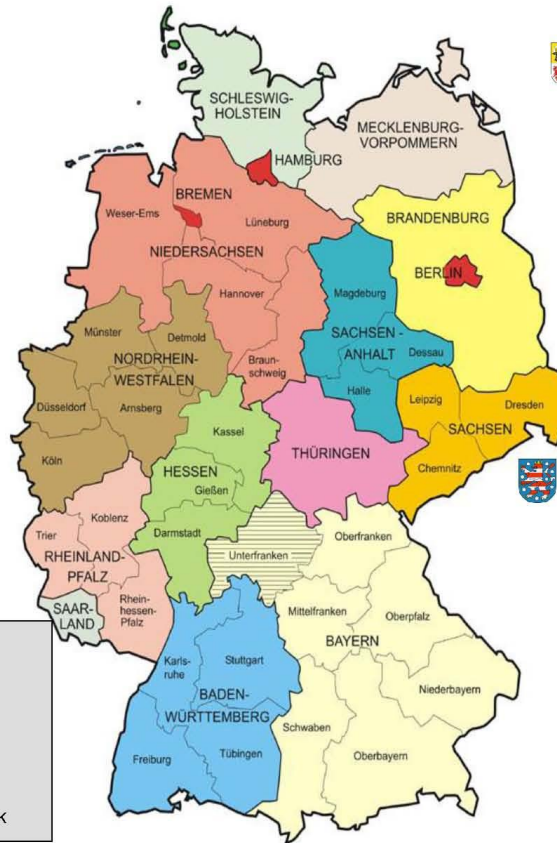 SCHLESWIG-
HOLSTEIN
MECKLENBURG-
VORPOMMERN
HAMBURG
BREMEN
Weser-Ems
Lüneburg
NIEDERSACHSEN
Hannover
Braun-
schweig
BRANDENBURG
BERLIN
Magdeburg
SACHSEN -
ANHALT
Dessau
Halle
Münster
Detmold
NORDRHEIN-
WESTFALEN
Düsseldorf
Arnsberg
Köln
Kassel
HESSEN
Gießen
Darmstadt
THÜRINGEN
Leipzig
Dresden
SACHSEN
Chemnitz
Koblenz
Trier
RHEINLAND-
PFALZ
Rhein-
hessen-
Pfalz
SAAR-
LAND
Unterfranken
Oberfranken
Mittelfranken
Oberpfalz
BAYERN
Niederbayern
Schwaben
Oberbayern
Karls-
ruhe
Stuttgart
BADEN-
WÜRTTEMBERG
Freiburg
Tübingen
k